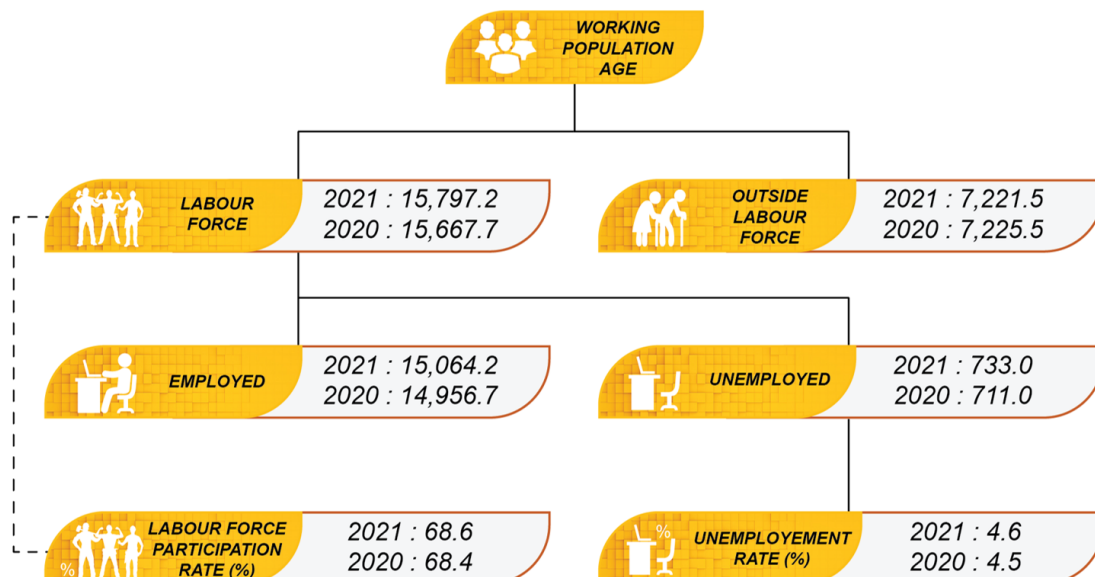 WORKING
POPULATION
AGE
LABOUR
FORCE
2021 : 15,797.2
2020 : 15,667.7
OUTSIDE
LABOUR
FORCE
2021 : 7,221.5
2020 : 7,225.5
EMPLOYED
2021 : 15,064.2
2020 : 14,956.7
UNEMPLOYED
2021 : 733.0
2020 : 711.0
%
LABOUR FORCE
PARTICIPATION
RATE (%)
2021 : 68.6
2020 : 68.4
%
UNEMPLOYEMENT
RATE (%)
2021 : 4.6
2020 : 4.5